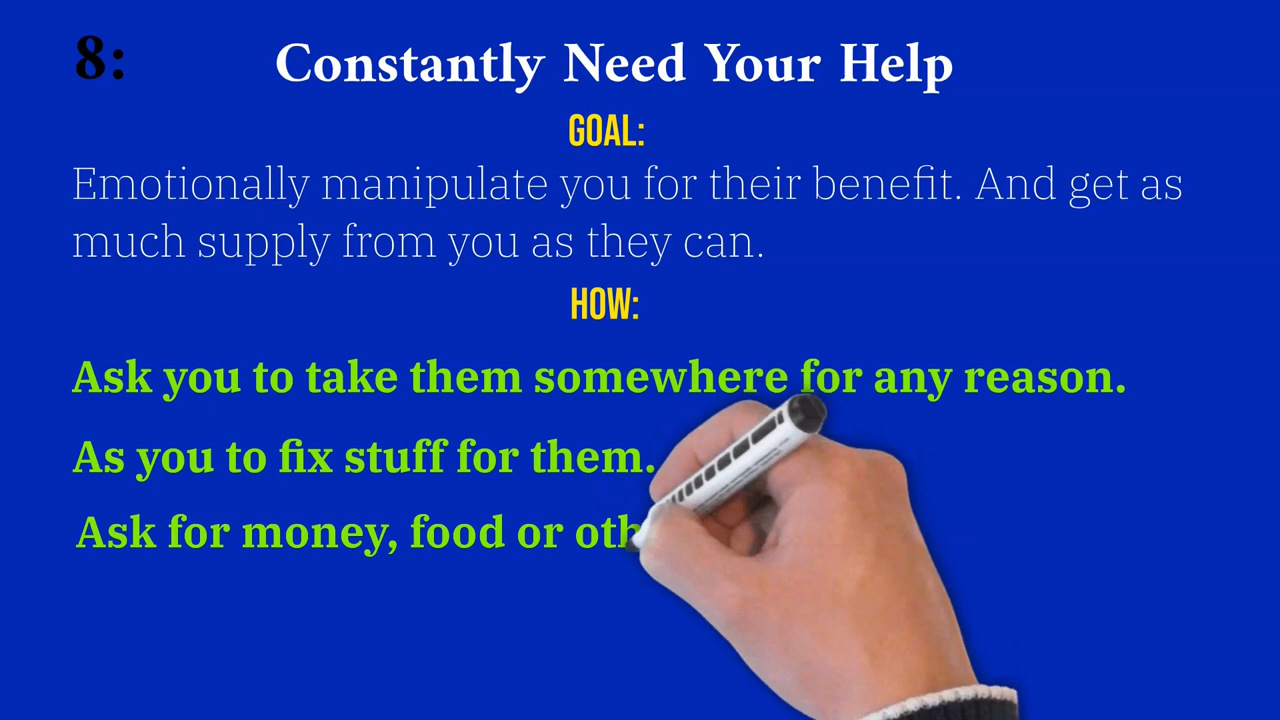 8:
Constantly Need Your Help
GOAL:
Emotionally manipulate you for their benefit. And get as
much supply from you as they can.
HOW:
Ask you to take them somewhere for any reason.
As you to fix stuff for them.
Ask for money, food or